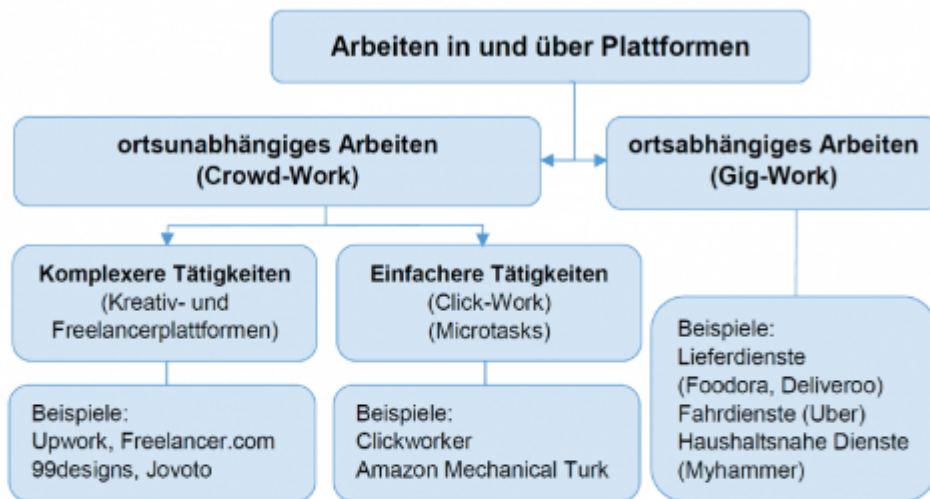 Arbeiten in und über Plattformen
ortsunabhängiges Arbeiten
(Crowd-Work)
ortsabhängiges Arbeiten
(Gig-Work)
Komplexere Tätigkeiten
(Kreativ- und
Freelancerplattformen)
Einfachere Tätigkeiten
(Click-Work)
(Microtasks)
Beispiele:
Upwork, Freelancer.com
99designs, Jovoto
Beispiele:
Clickworker
Amazon Mechanical Turk
Beispiele:
Lieferdienste
(Foodora, Deliveroo)
Fahrdienste (Uber)
Haushaltsnahe Dienste
(Myhammer)